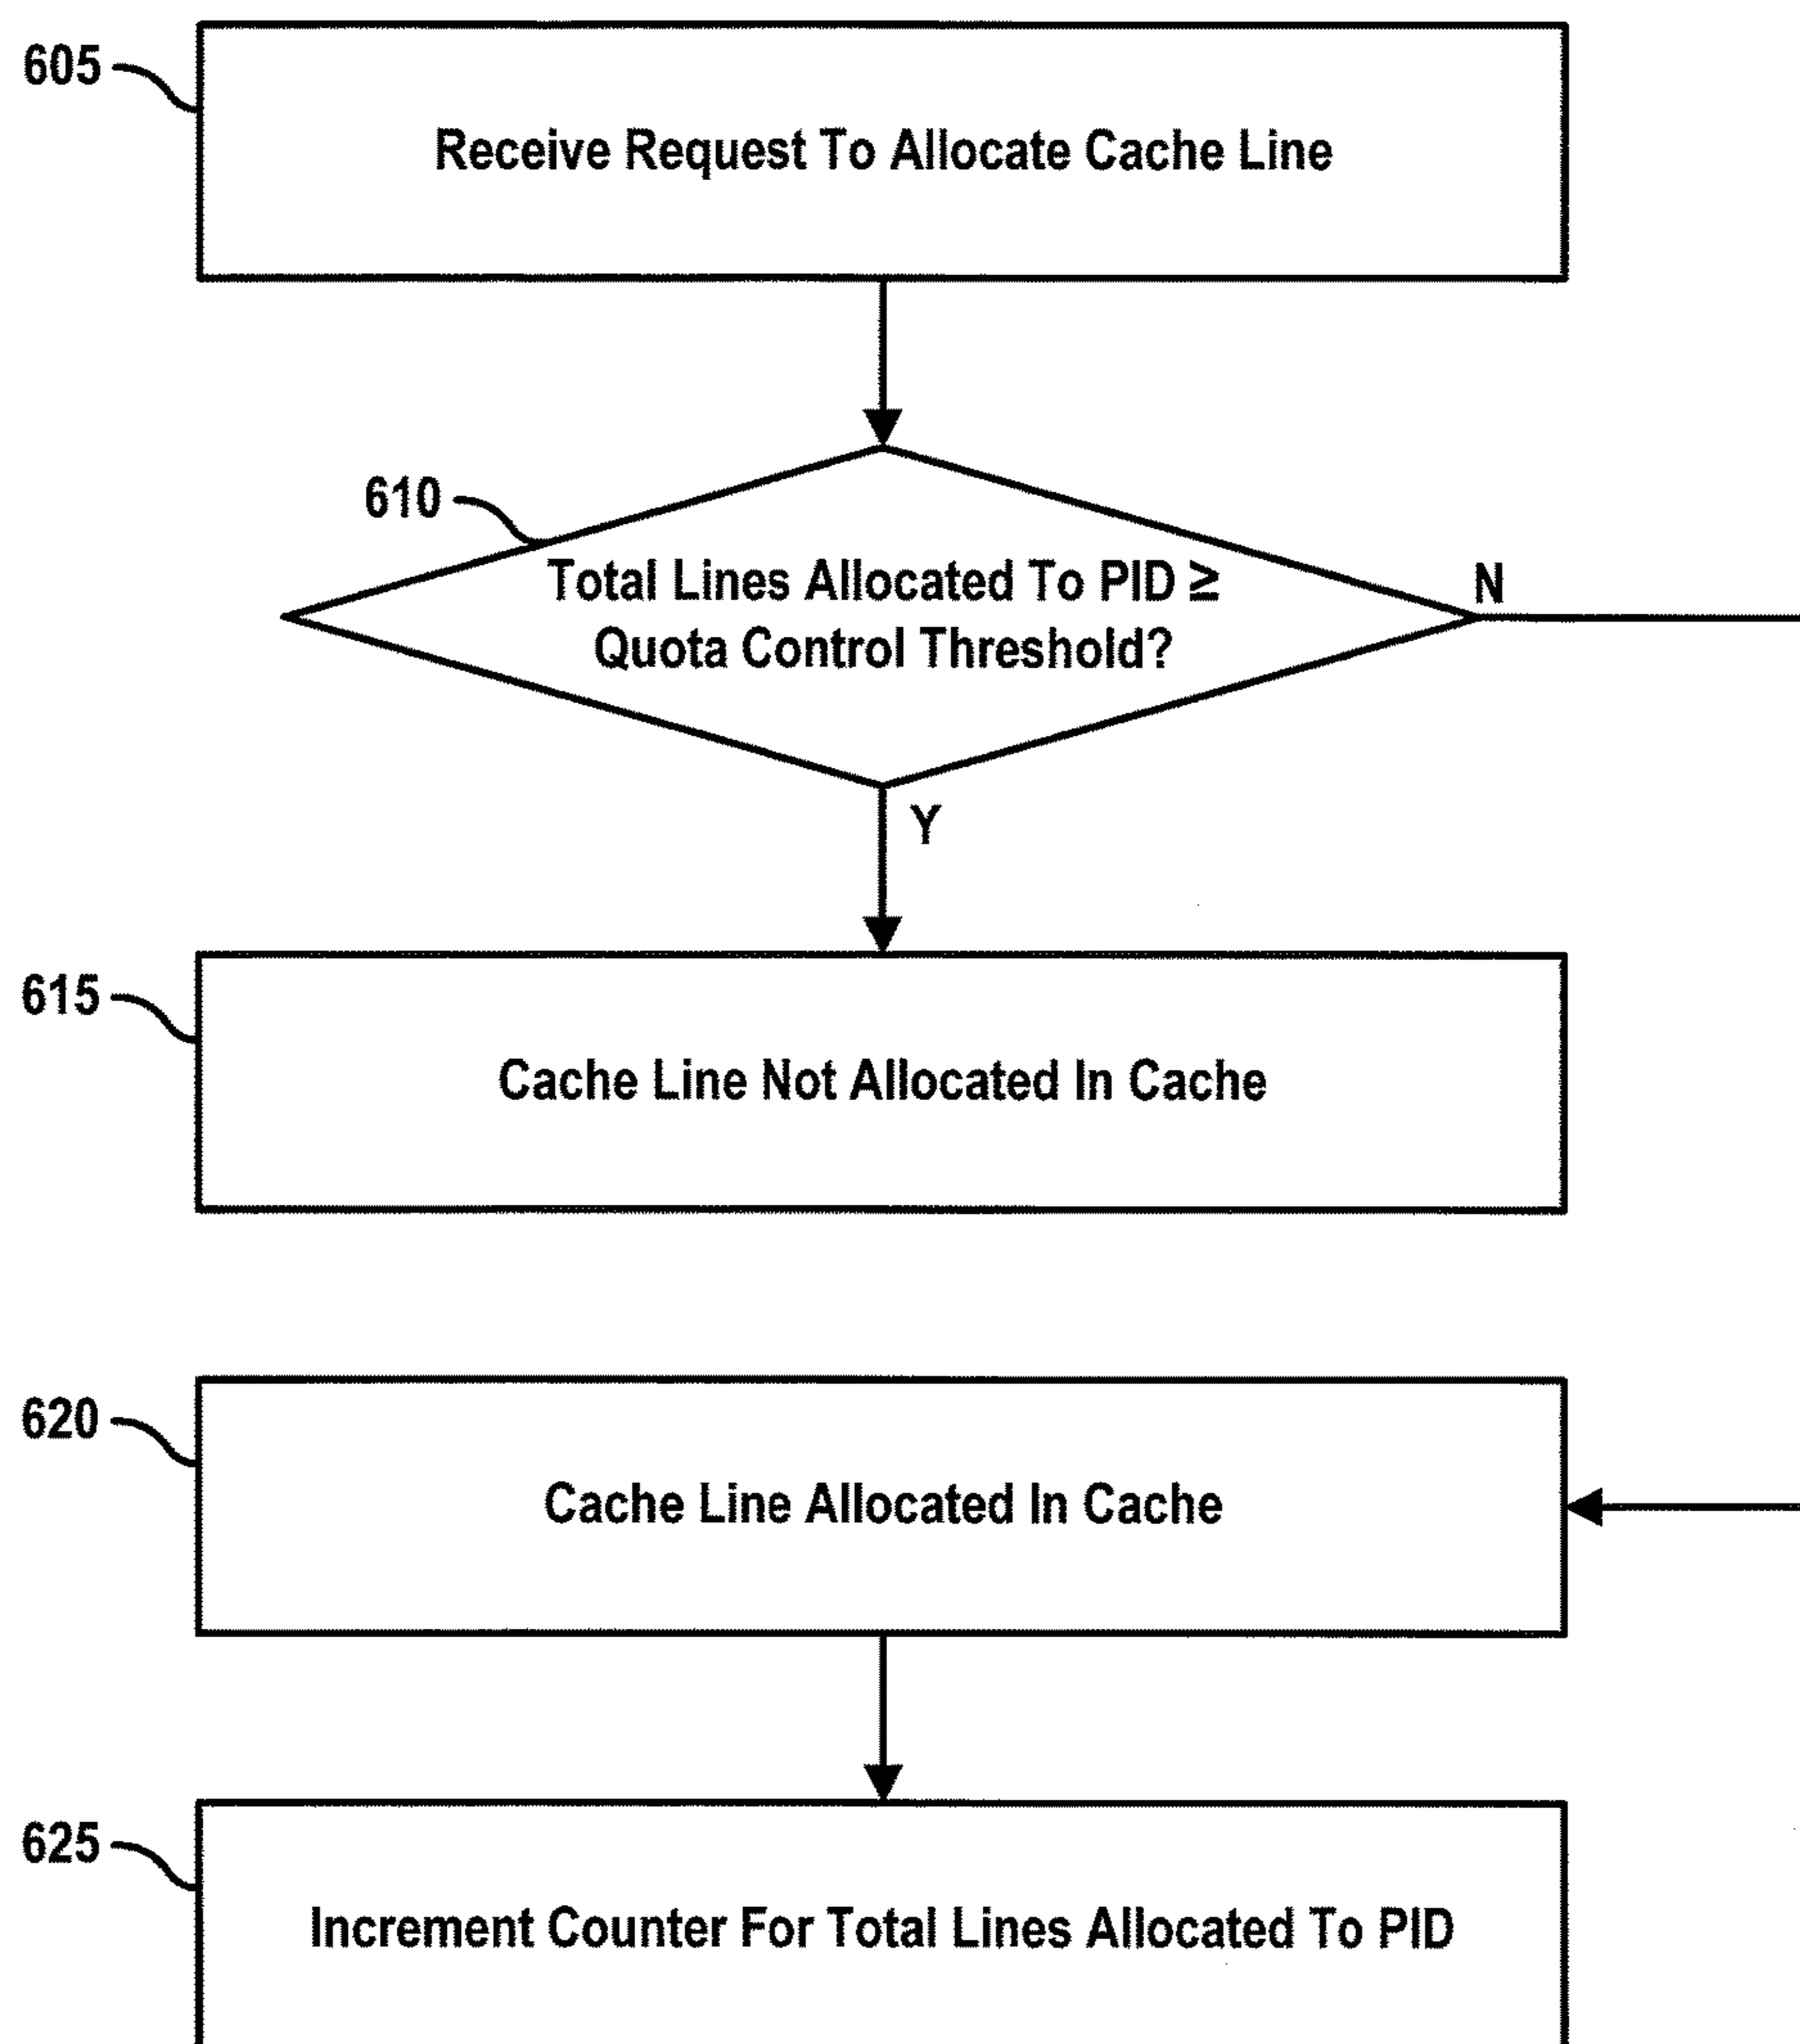 605
Receive Request To Allocate Cache Line
610
Total Lines Allocated To PID ≥
Quota Control Threshold?
N
Y
615
Cache Line Not Allocated In Cache
620
Cache Line Allocated In Cache
625
Increment Counter For Total Lines Allocated To PID